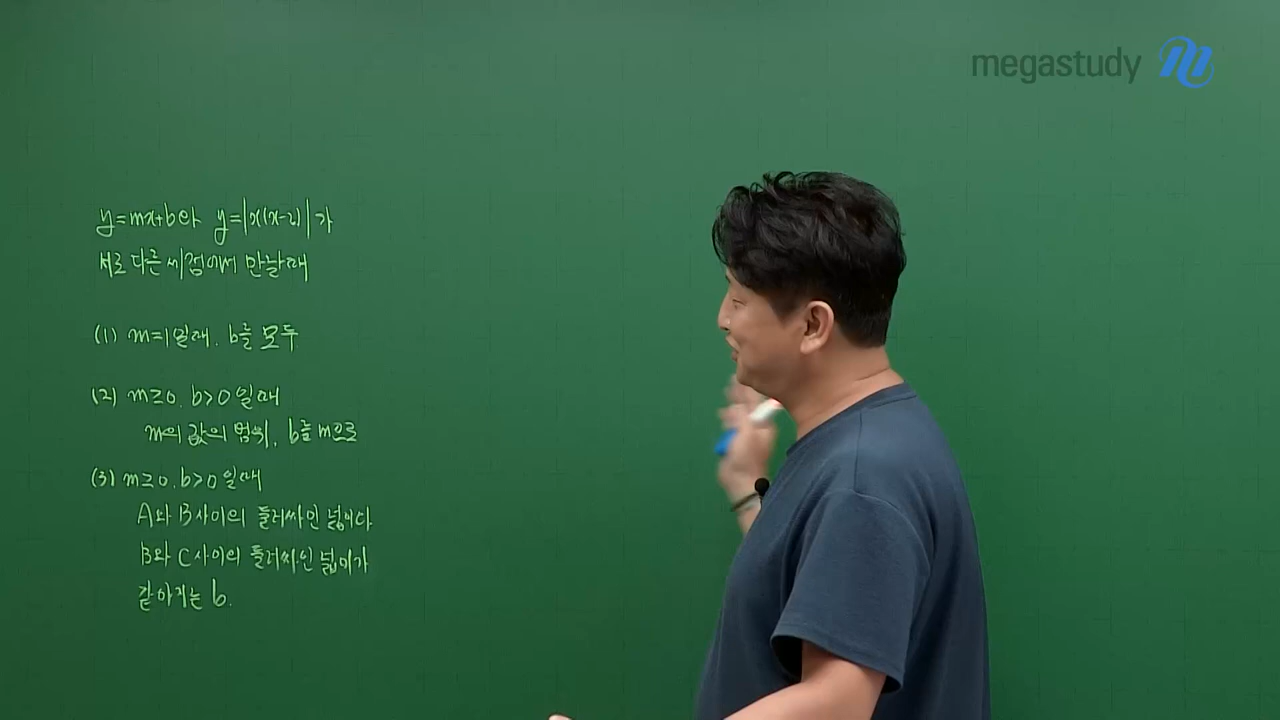 megastudy
y=mx+b와 y=|x(x-2)|가
서로 다른 세점에서 만날때
(1) m=1일때. b를 모두
(2) m≥0. b>0일때
m의 값의 범위, b를 m으로
(3) m≥0. b>0일때
A와 B사이의 둘러싸인 넓이다
B와 C사이의 둘러싸인 넓이가
같아지는 b.